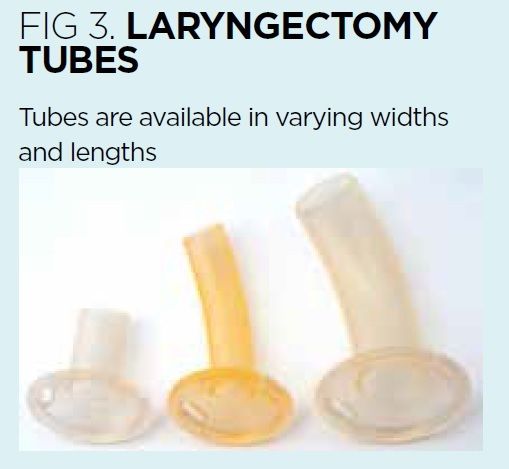 FIG 3. LARYNGECTOMY
TUBES
Tubes are available in varying widths
and lengths